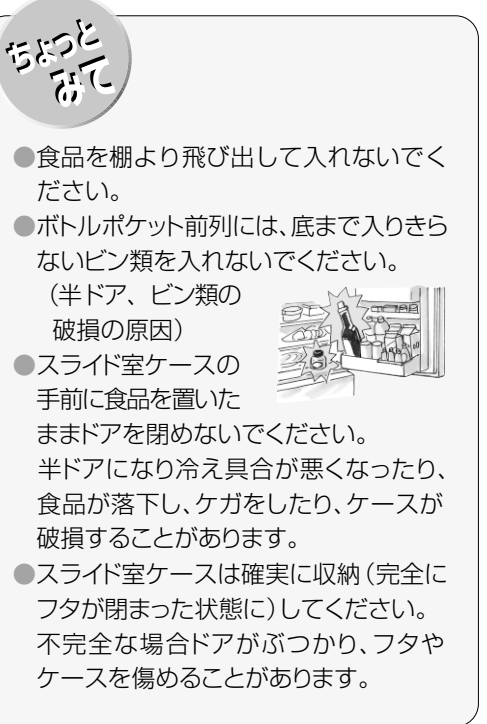 ちょっと
みて
●食品を棚より飛び出して入れないでく
ださい。
●ボトルポケット前列には、底まで入りきら
ないビン類を入れないでください。
（半ドア、ビン類の
破損の原因）
●スライド室ケースの
手前に食品を置いた
ままドアを閉めないでください。
半ドアになり冷え具合が悪くなったり、
食品が落下し、ケガをしたり、ケースが
破損することがあります。
●スライド室ケースは確実に収納（完全に
フタが閉まった状態に）してください。
不完全な場合ドアがぶつかり、フタや
ケースを傷めることがあります。